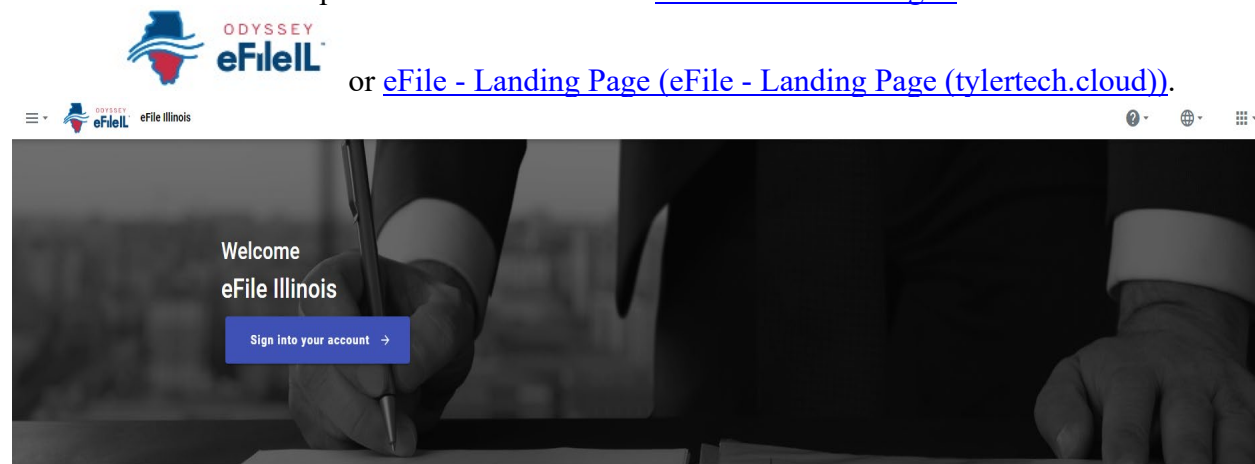 ODYSSEY
eFileIL
or eFile - Landing Page (eFile - Landing Page (tylertech.cloud)).
ODYSSEY
eFileIL
eFile Illinois
Welcome
eFile Illinois
Sign into your account →